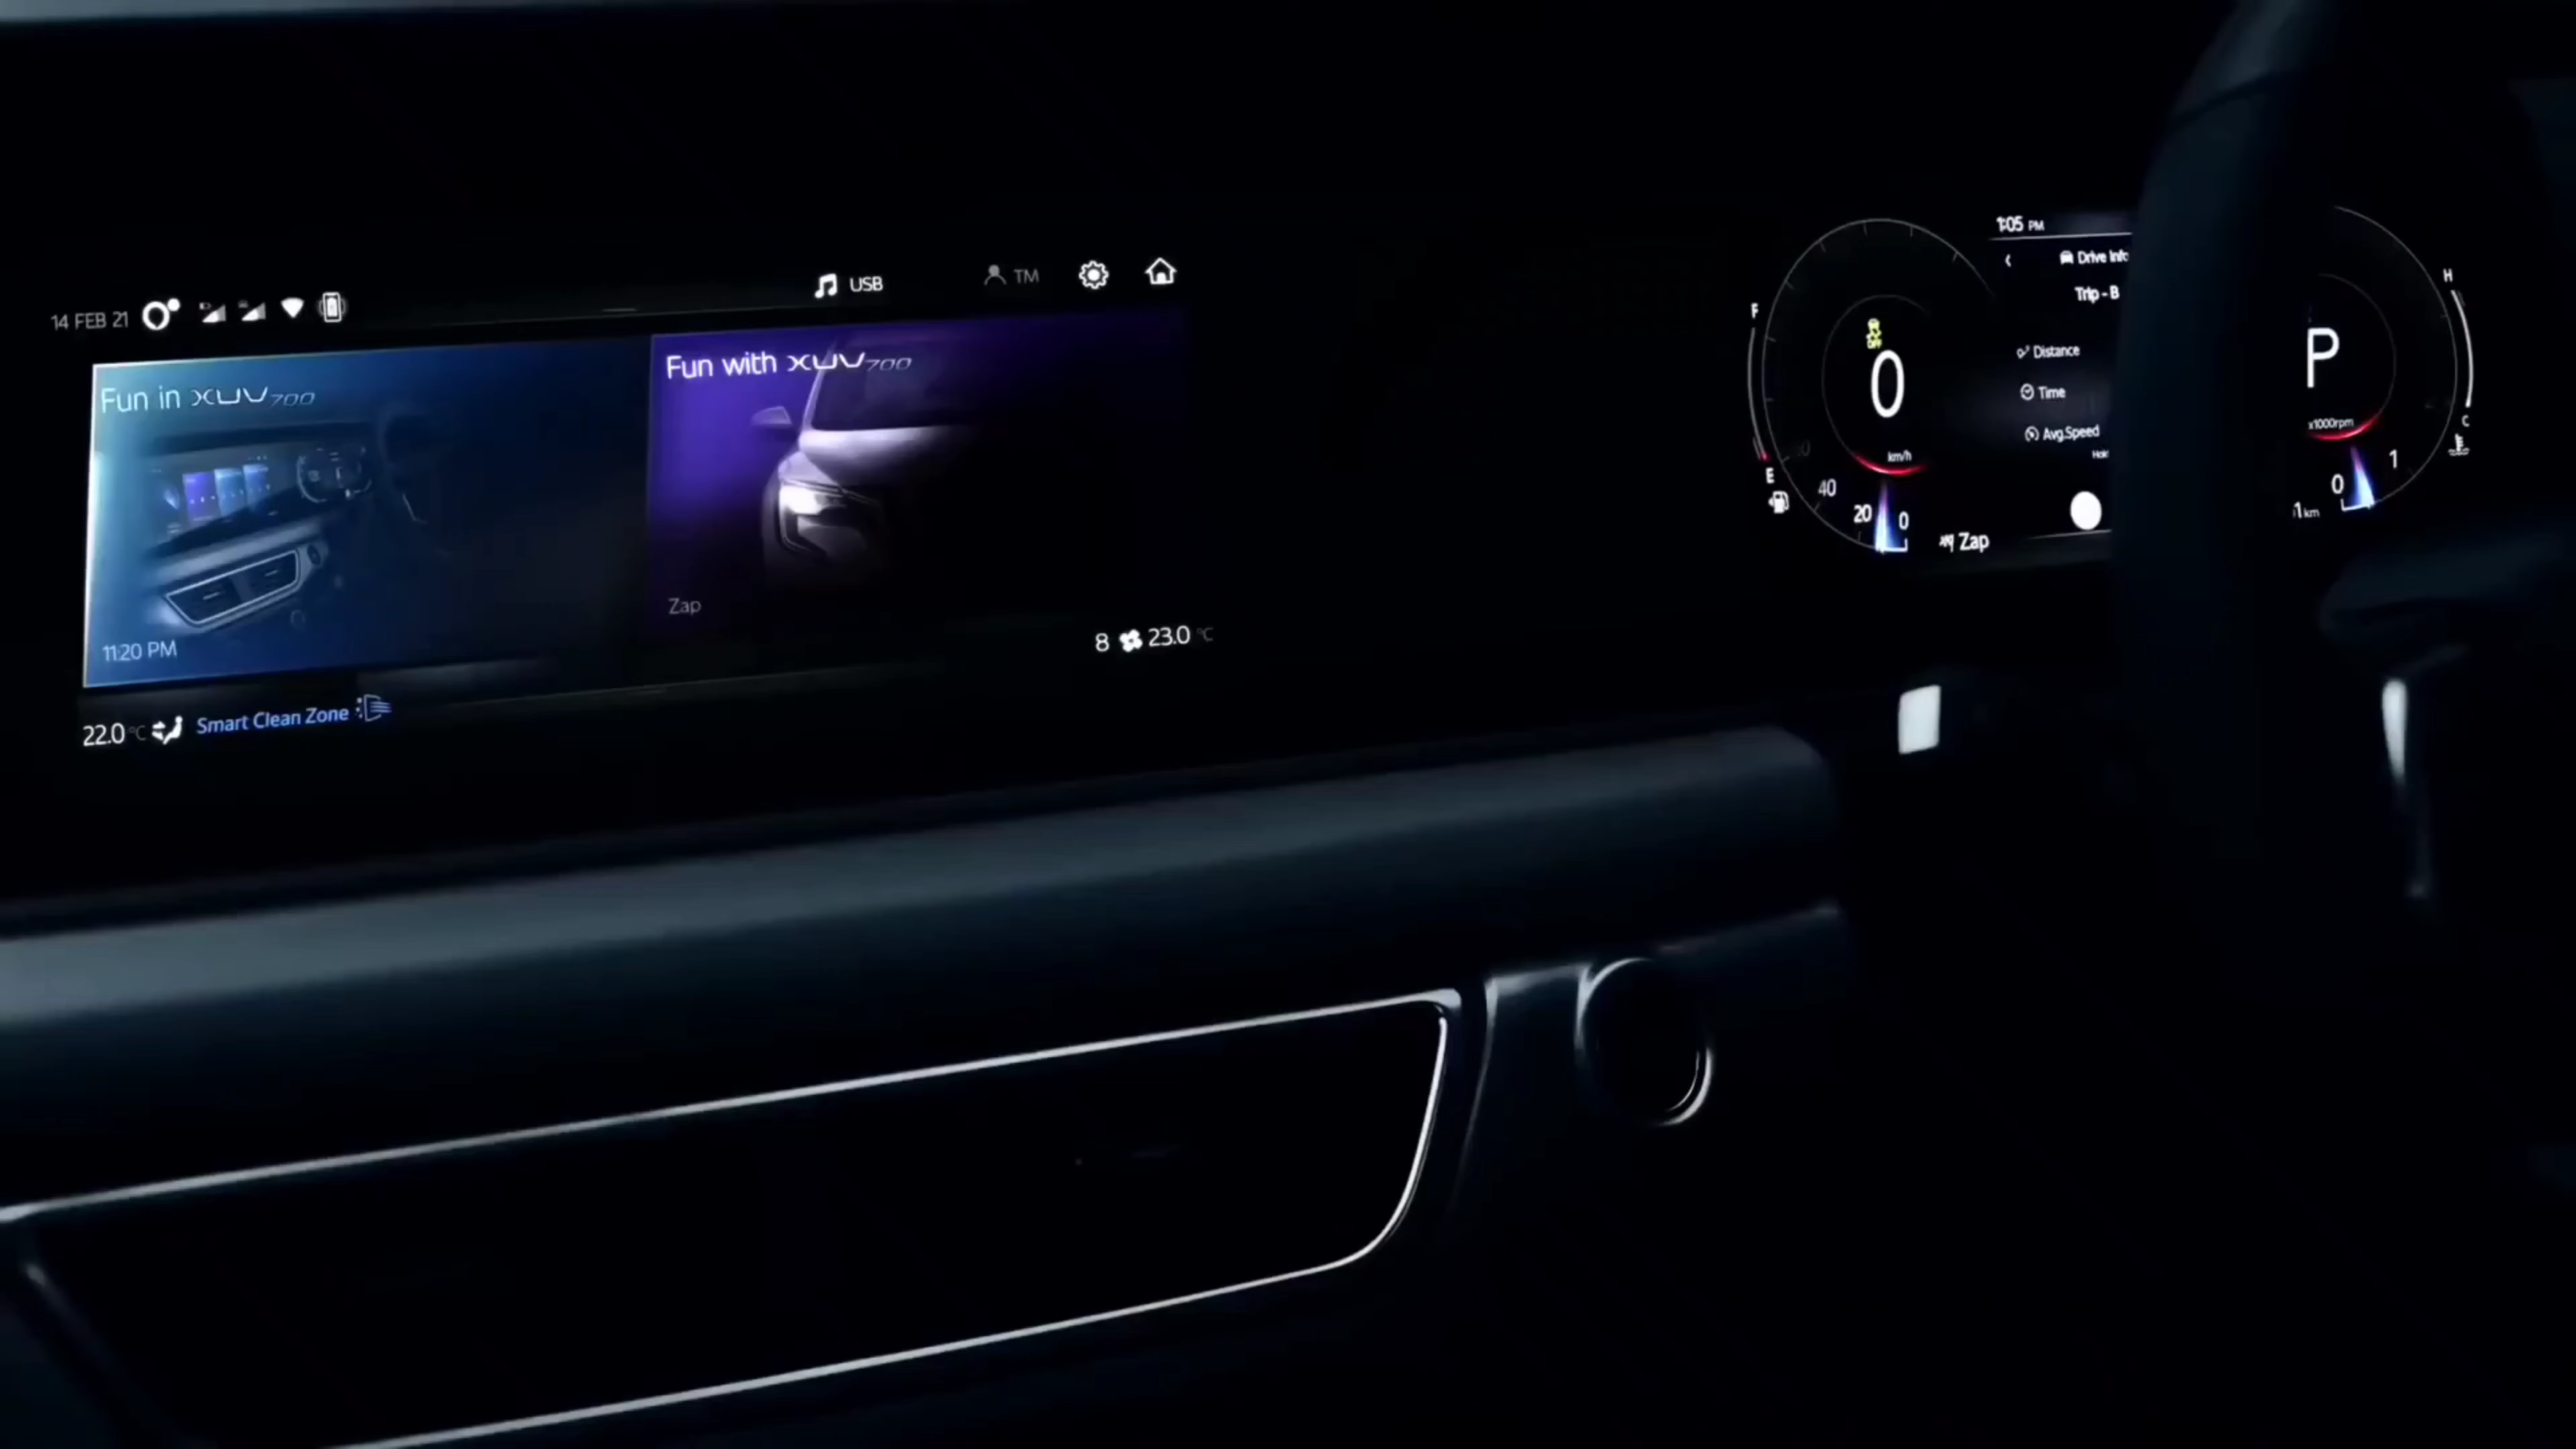 14 FEB 21
USB
TM
Fun in XUV700
11:20 PM
Fun with XUV700
Zap
22.0 °C
Smart Clean Zone
8 23.0 °C
F
E
OFF
0
km/h
40
20
0
1:05 PM
Drive Info
Trip - B
Distance
Time
Avg.Speed
Zap
P
x1000rpm
0
1
H
C
1 km